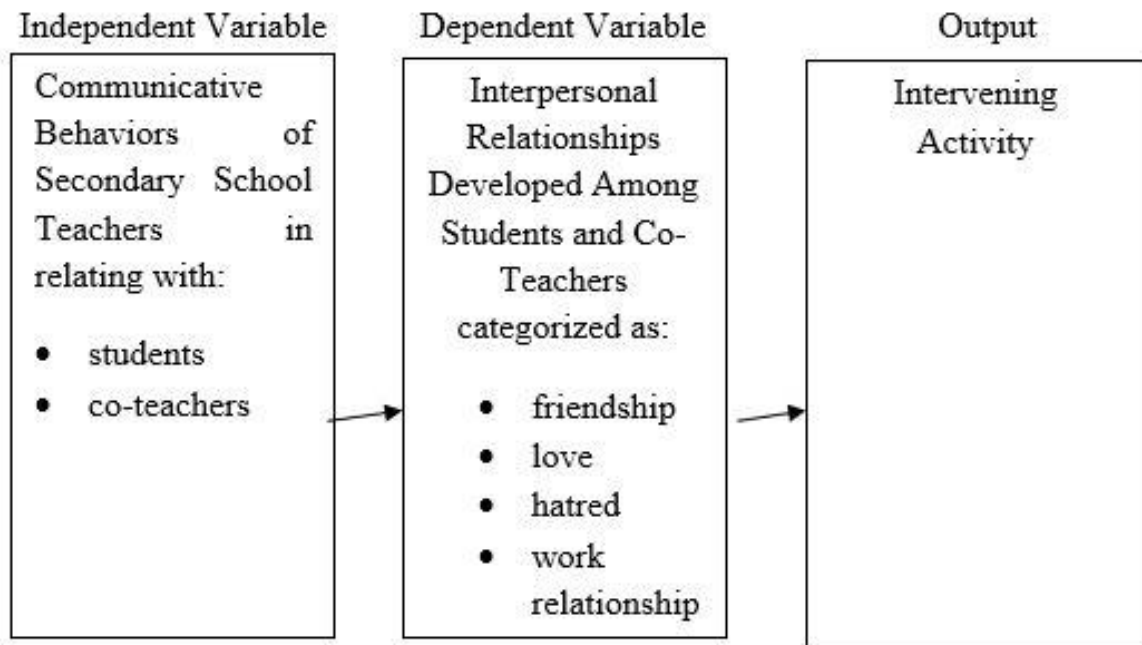 Independent Variable
Communicative
Behaviors of
Secondary School
Teachers in
relating with:
• students
• co-teachers
Dependent Variable
Interpersonal
Relationships
Developed Among
Students and Co-
Teachers
categorized as:
• friendship
• love
• hatred
• work
relationship
Output
Intervening
Activity